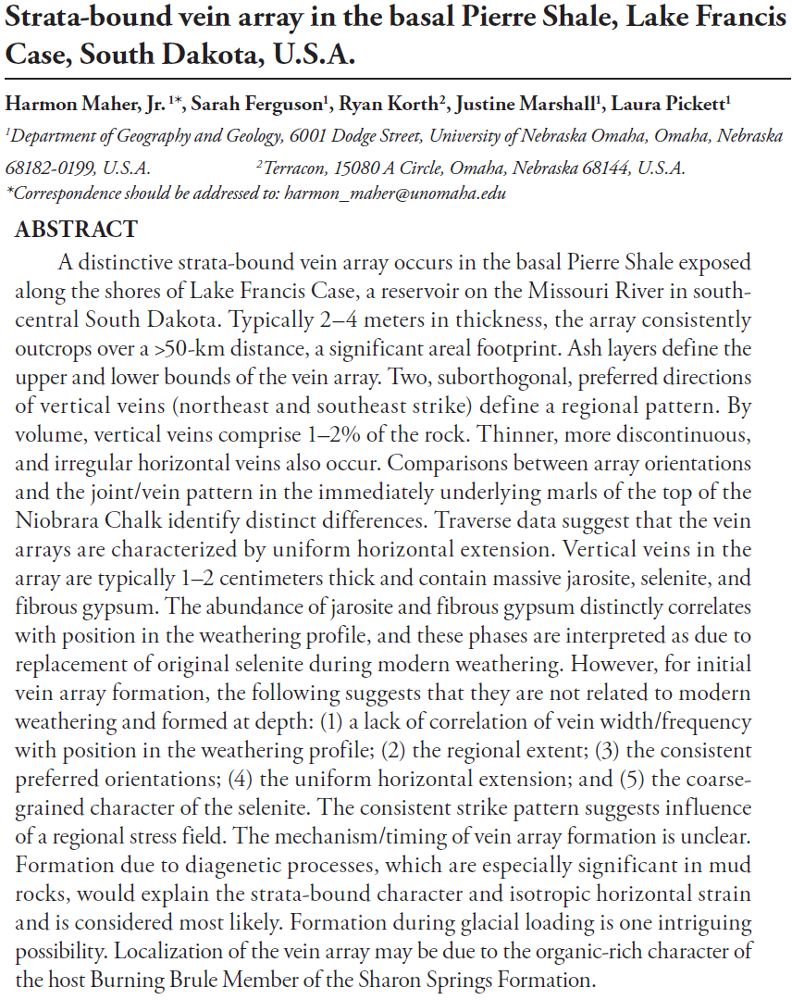 Strata-bound vein array in the basal Pierre Shale, Lake Francis
Case, South Dakota, U.S.A.
Harmon Maher, Jr. 1*, Sarah Ferguson1, Ryan Korth2, Justine Marshall1, Laura Pickett1
1Department of Geography and Geology, 6001 Dodge Street, University of Nebraska Omaha, Omaha, Nebraska
68182-0199, U.S.A. 2Terracon, 15080 A Circle, Omaha, Nebraska 68144, U.S.A.
*Correspondence should be addressed to: harmon_maher@unomaha.edu
ABSTRACT
A distinctive strata-bound vein array occurs in the basal Pierre Shale exposed
along the shores of Lake Francis Case, a reservoir on the Missouri River in south-
central South Dakota. Typically 2–4 meters in thickness, the array consistently
outcrops over a >50-km distance, a significant areal footprint. Ash layers define the
upper and lower bounds of the vein array. Two, suborthogonal, preferred directions
of vertical veins (northeast and southeast strike) define a regional pattern. By
volume, vertical veins comprise 1–2% of the rock. Thinner, more discontinuous,
and irregular horizontal veins also occur. Comparisons between array orientations
and the joint/vein pattern in the immediately underlying marls of the top of the
Niobrara Chalk identify distinct differences. Traverse data suggest that the vein
arrays are characterized by uniform horizontal extension. Vertical veins in the
array are typically 1–2 centimeters thick and contain massive jarosite, selenite, and
fibrous gypsum. The abundance of jarosite and fibrous gypsum distinctly correlates
with position in the weathering profile, and these phases are interpreted as due to
replacement of original selenite during modern weathering. However, for initial
vein array formation, the following suggests that they are not related to modern
weathering and formed at depth: (1) a lack of correlation of vein width/frequency
with position in the weathering profile; (2) the regional extent; (3) the consistent
preferred orientations; (4) the uniform horizontal extension; and (5) the coarse-
grained character of the selenite. The consistent strike pattern suggests influence
of a regional stress field. The mechanism/timing of vein array formation is unclear.
Formation due to diagenetic processes, which are especially significant in mud
rocks, would explain the strata-bound character and isotropic horizontal strain
and is considered most likely. Formation during glacial loading is one intriguing
possibility. Localization of the vein array may be due to the organic-rich character of
the host Burning Brule Member of the Sharon Springs Formation.